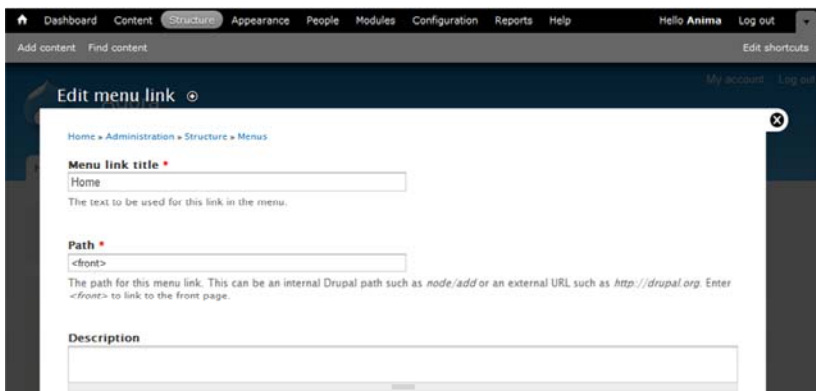 Dashboard Content Structure Appearance People Modules Configuration Reports Help Hello Anima Log out
Add content Find content Edit shortcuts
My account Log out
Edit menu link
Home » Administration » Structure » Menus
Menu link title *
Home
The text to be used for this link in the menu.
Path *
<front>
The path for this menu link. This can be an internal Drupal path such as node/add or an external URL such as http://drupal.org. Enter
<front> to link to the front page.
Description